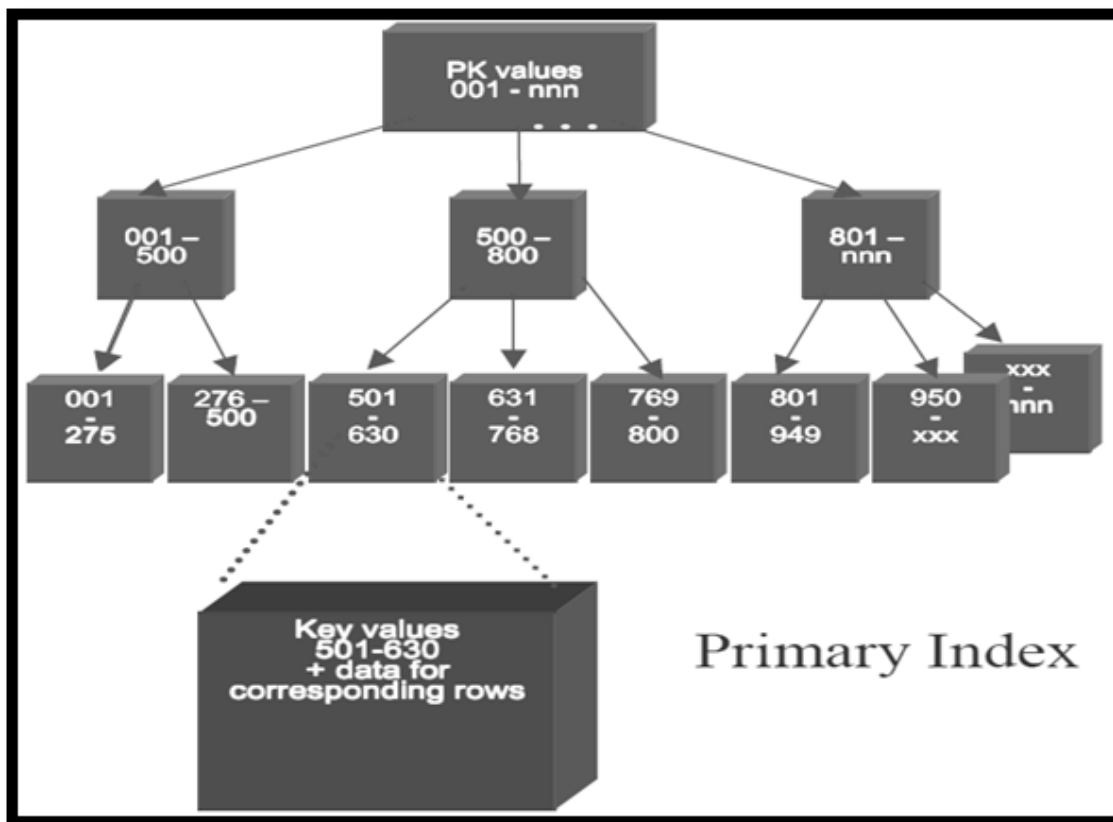 PK values
001 - nnn
. . .
001 –
500
500 –
800
801 –
nnn
001
-
275
276 –
500
501
-
630
631
-
768
769
-
800
801
-
949
950
-
xxx
xxx
-
nnn
Key values
501-630
+ data for
corresponding rows
Primary Index